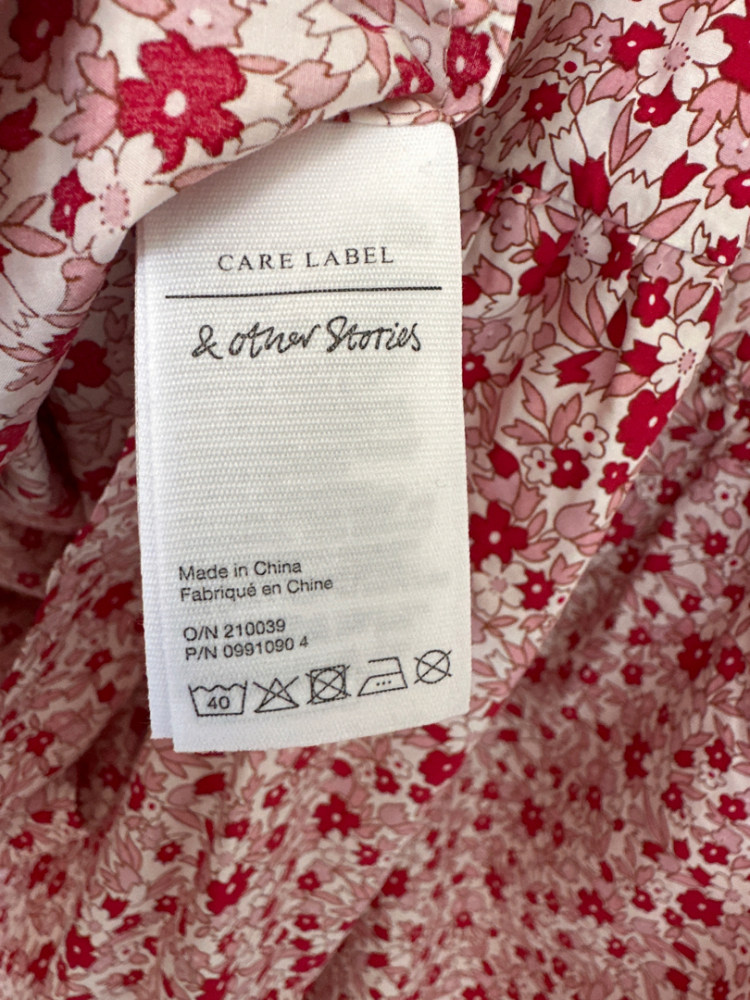 CARE LABEL
& other Stories
Made in China
Fabriqué en Chine
O/N 210039
P/N 0991090 4
40